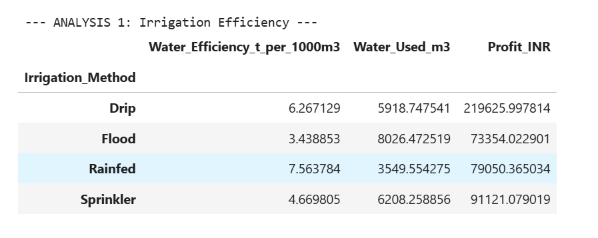 --- ANALYSIS 1: Irrigation Efficiency ---
Water_Efficiency_t_per_1000m3 Water_Used_m3 Profit_INR
Irrigation_Method
Drip 6.267129 5918.747541 219625.997814
Flood 3.438853 8026.472519 73354.022901
Rainfed 7.563784 3549.554275 79050.365034
Sprinkler 4.669805 6208.258856 91121.079019